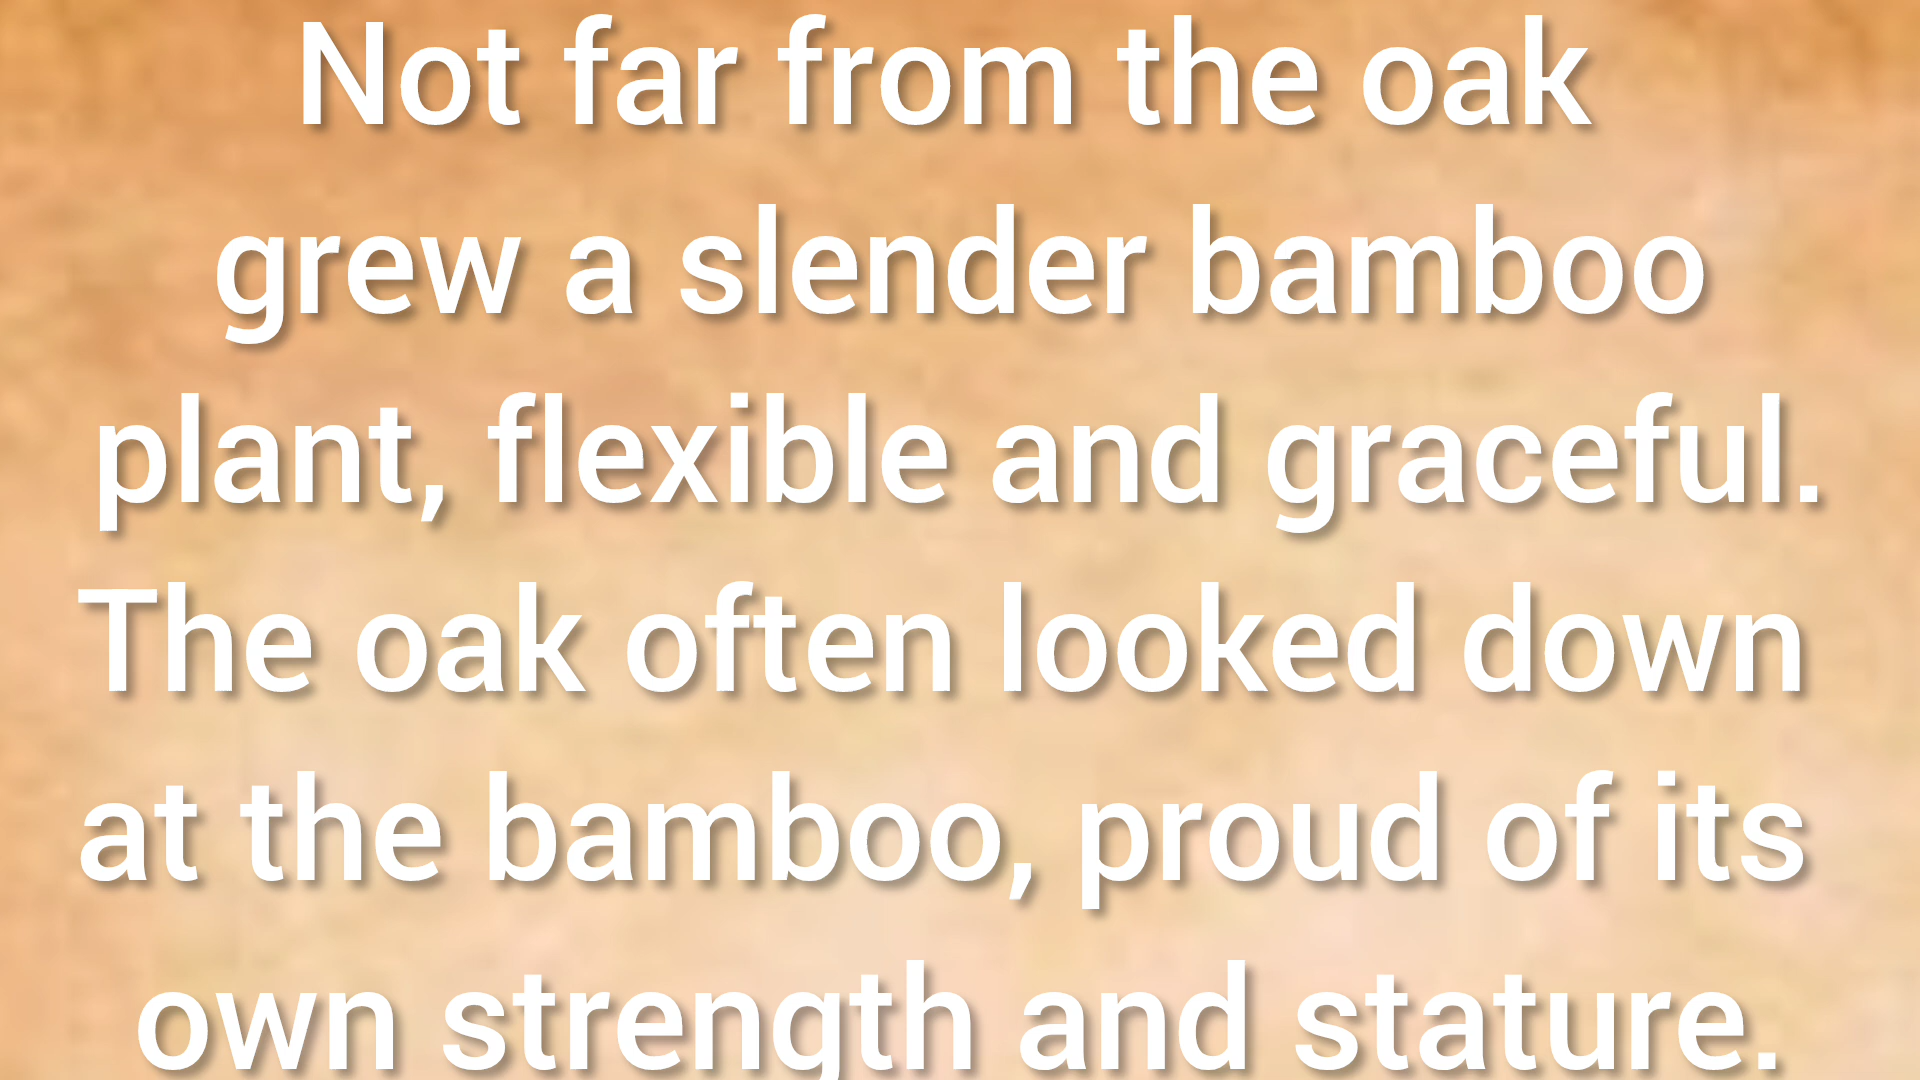 Not far from the oak
grew a slender bamboo
plant, flexible and graceful.
The oak often looked down
at the bamboo, proud of its
own strength and stature.